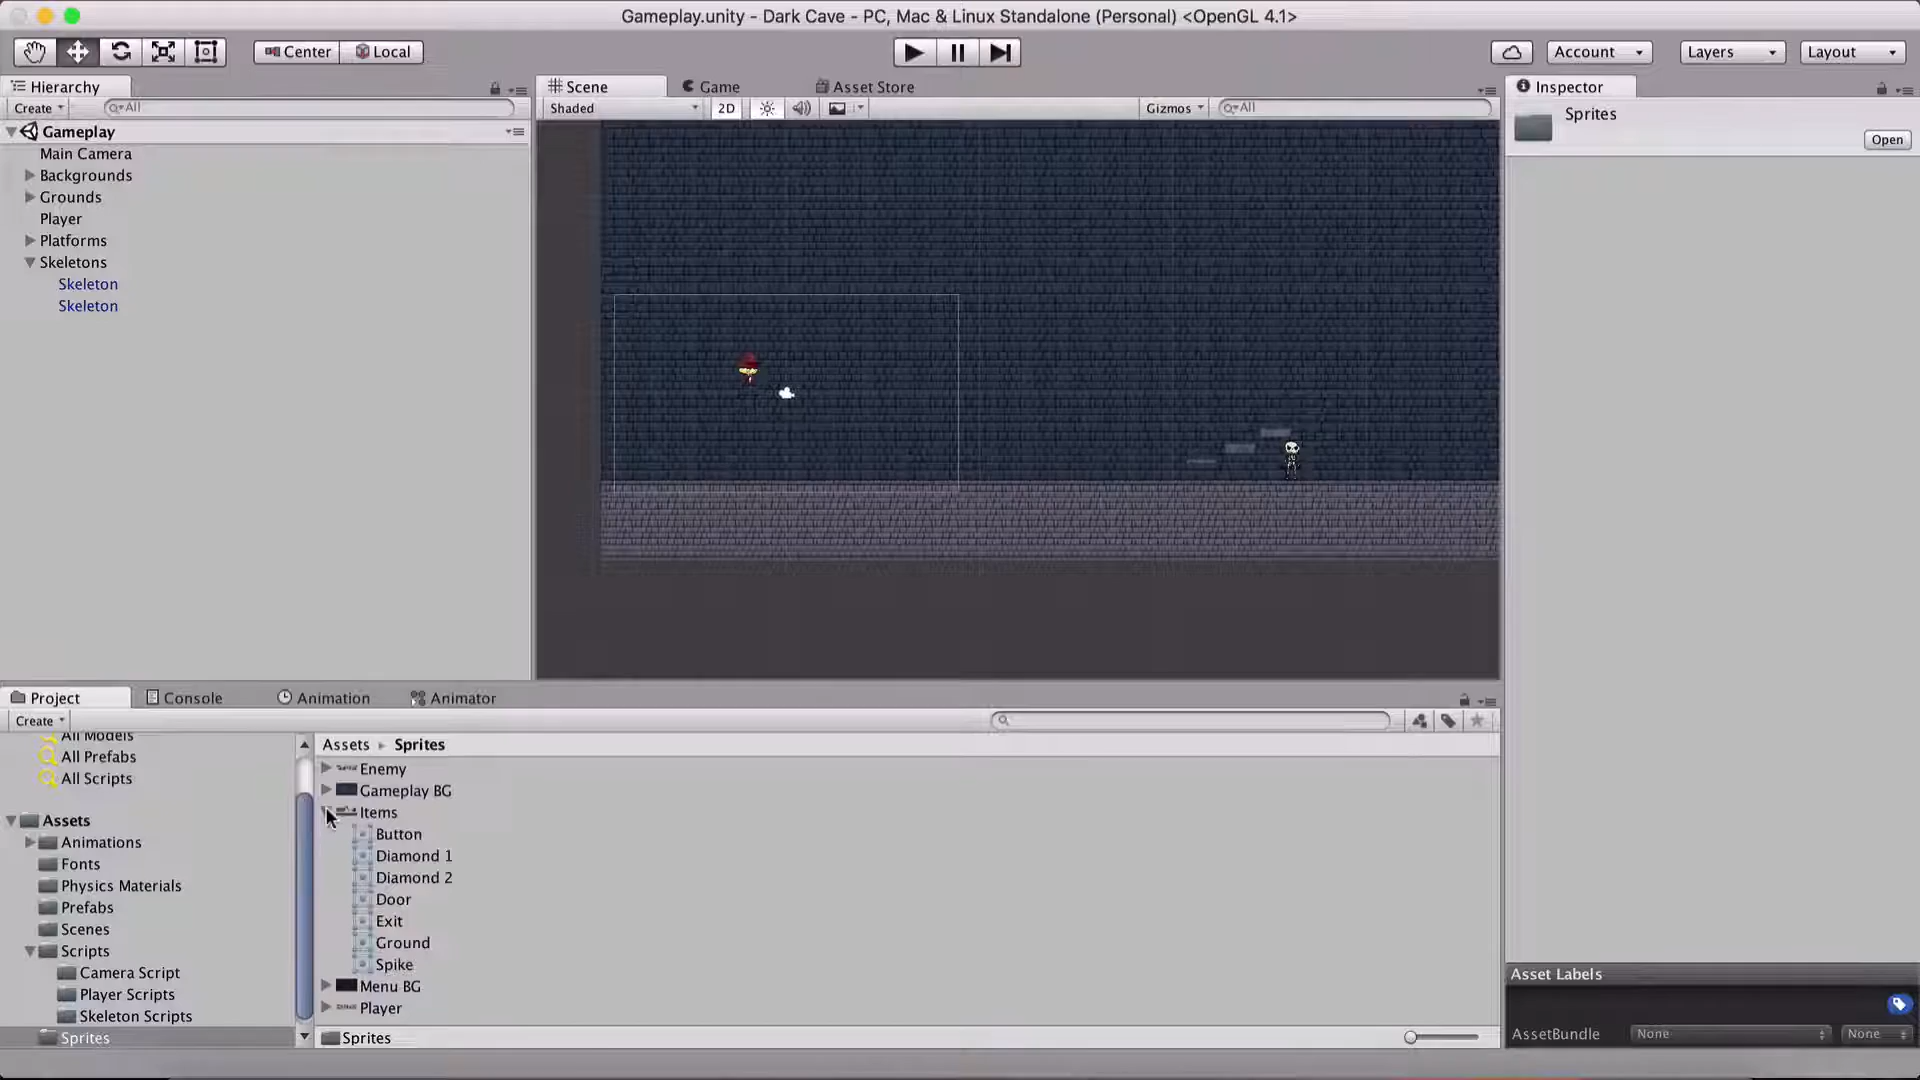 Gameplay.unity - Dark Cave - PC, Mac & Linux Standalone (Personal) <OpenGL 4.1>
Center Local Account Layers Layout
Hierarchy
Create All
Gameplay
Main Camera
Backgrounds
Grounds
Player
Platforms
Skeletons
Skeleton
Skeleton
Scene Game Asset Store
Shaded 2D Gizmos All
Inspector
Sprites
Open
Project Console Animation Animator
Create
All Models
All Prefabs
All Scripts
Assets
Animations
Fonts
Physics Materials
Prefabs
Scenes
Scripts
Camera Script
Player Scripts
Skeleton Scripts
Sprites
Assets Sprites
Enemy
Gameplay BG
Items
Button
Diamond 1
Diamond 2
Door
Exit
Ground
Spike
Menu BG
Player
Sprites
Asset Labels
AssetBundle None None